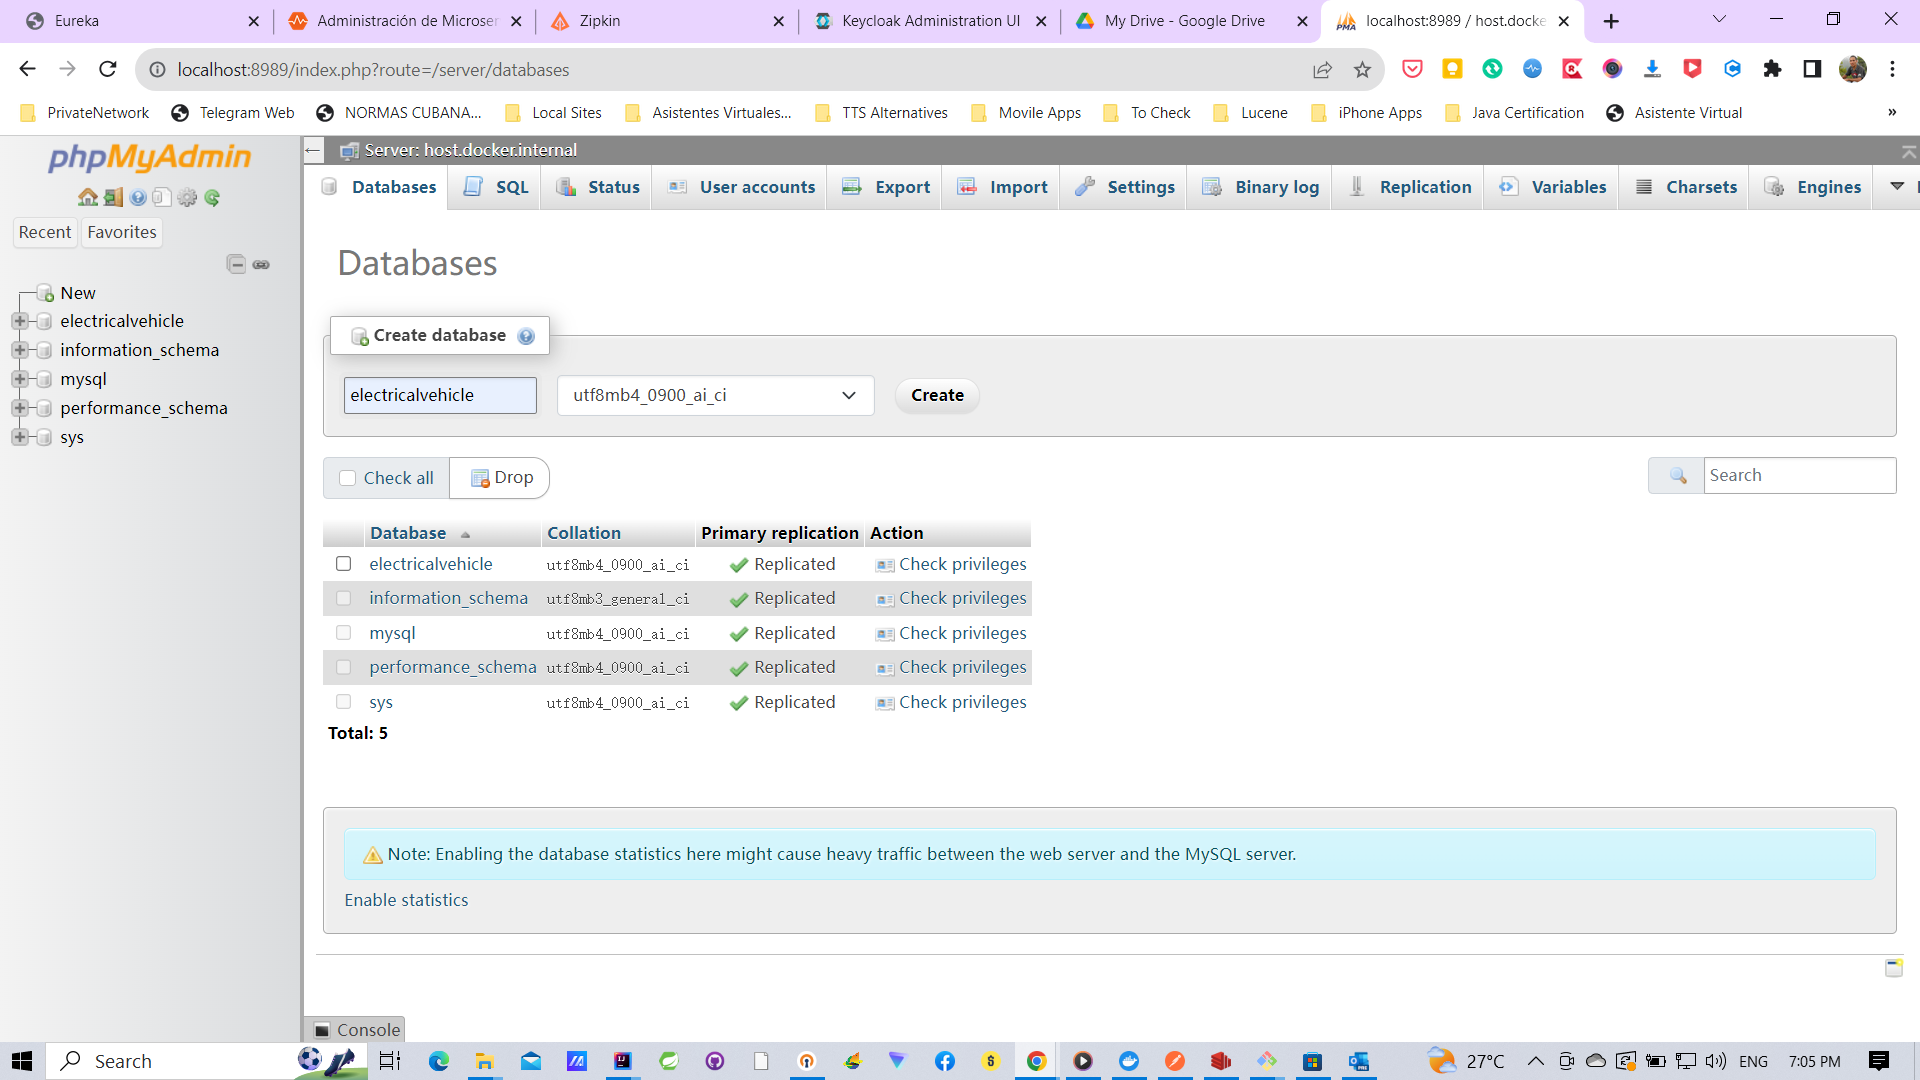 Eureka
Administración de Microser
Zipkin
Keycloak Administration UI
My Drive - Google Drive
localhost:8989 / host.docke
localhost:8989/index.php?route=/server/databases
PrivateNetwork
Telegram Web
NORMAS CUBANA...
Local Sites
Asistentes Virtuales...
TTS Alternatives
Movile Apps
To Check
Lucene
iPhone Apps
Java Certification
Asistente Virtual
»
phpMyAdmin
Recent
Favorites
New
electricalvehicle
information_schema
mysql
performance_schema
sys
Server: host.docker.internal
Databases
SQL
Status
User accounts
Export
Import
Settings
Binary log
Replication
Variables
Charsets
Engines
Databases
Create database
electricalvehicle
utf8mb4_0900_ai_ci
Create
Check all
Drop
Search
Database Collation Primary replication Action
electricalvehicle utf8mb4_0900_ai_ci Replicated Check privileges
information_schema utf8mb3_general_ci Replicated Check privileges
mysql utf8mb4_0900_ai_ci Replicated Check privileges
performance_schema utf8mb4_0900_ai_ci Replicated Check privileges
sys utf8mb4_0900_ai_ci Replicated Check privileges
Total: 5
Note: Enabling the database statistics here might cause heavy traffic between the web server and the MySQL server.
Enable statistics
Console
Search
27°C
ENG
7:05 PM